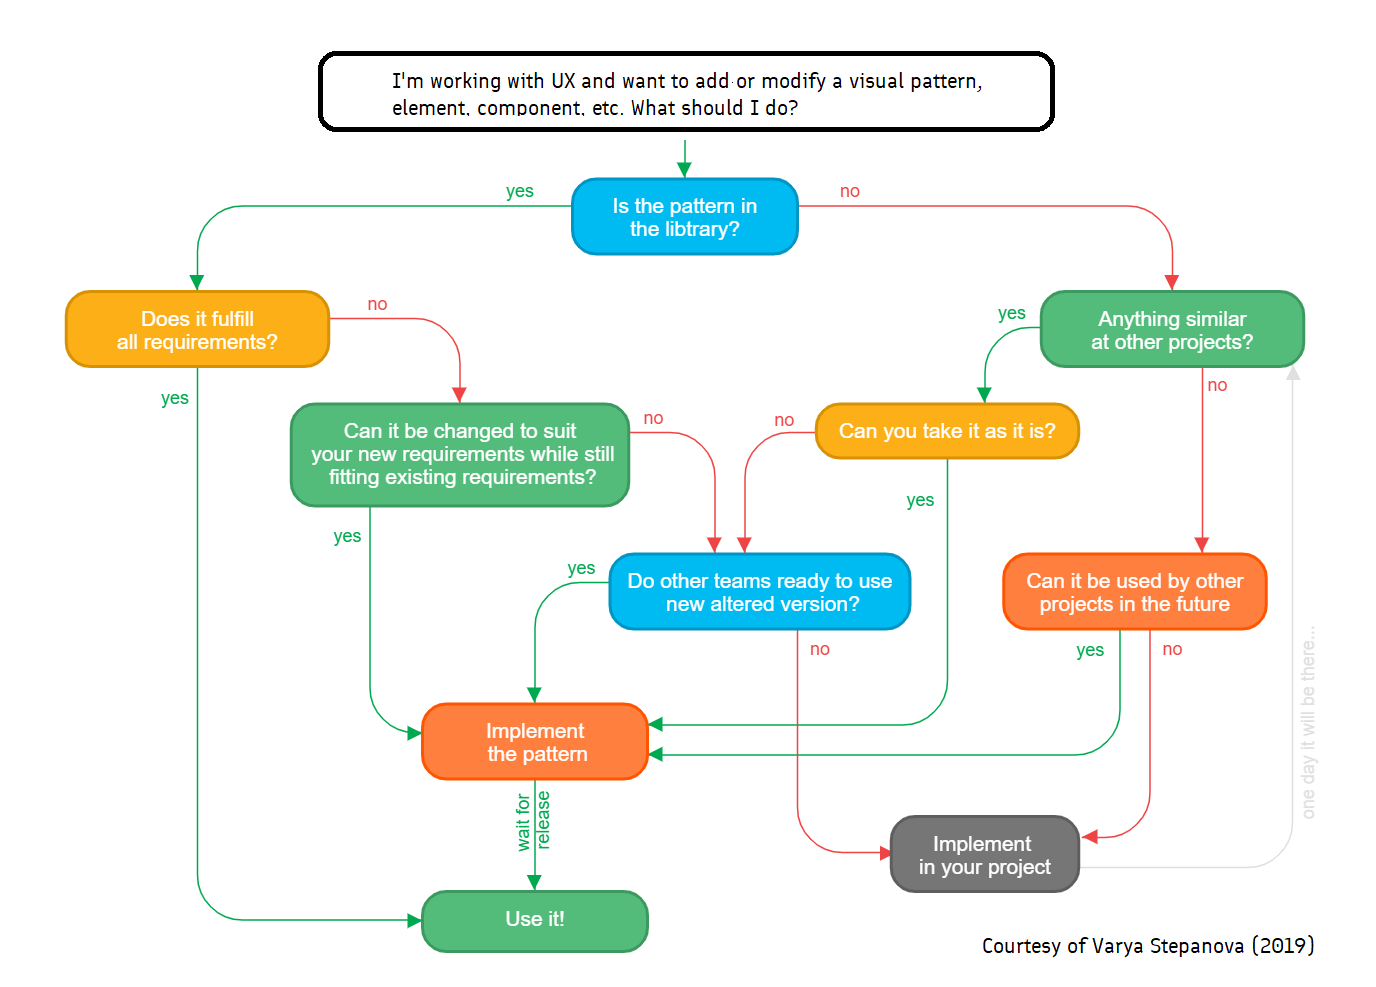 I'm working with UX and want to add or modify a visual pattern,
element, component, etc. What should I do?
yes
no
Is the pattern in
the libtrary?
Does it fulfill
all requirements?
no
yes
Anything similar
at other projects?
yes
no
Can it be changed to suit
your new requirements while still
fitting existing requirements?
no
no
Can you take it as it is?
yes
yes
yes
Do other teams ready to use
new altered version?
Can it be used by other
projects in the future
no
yes
no
one day it will be there...
Implement
the pattern
wait for
release
Implement
in your project
Use it!
Courtesy of Varya Stepanova (2019)